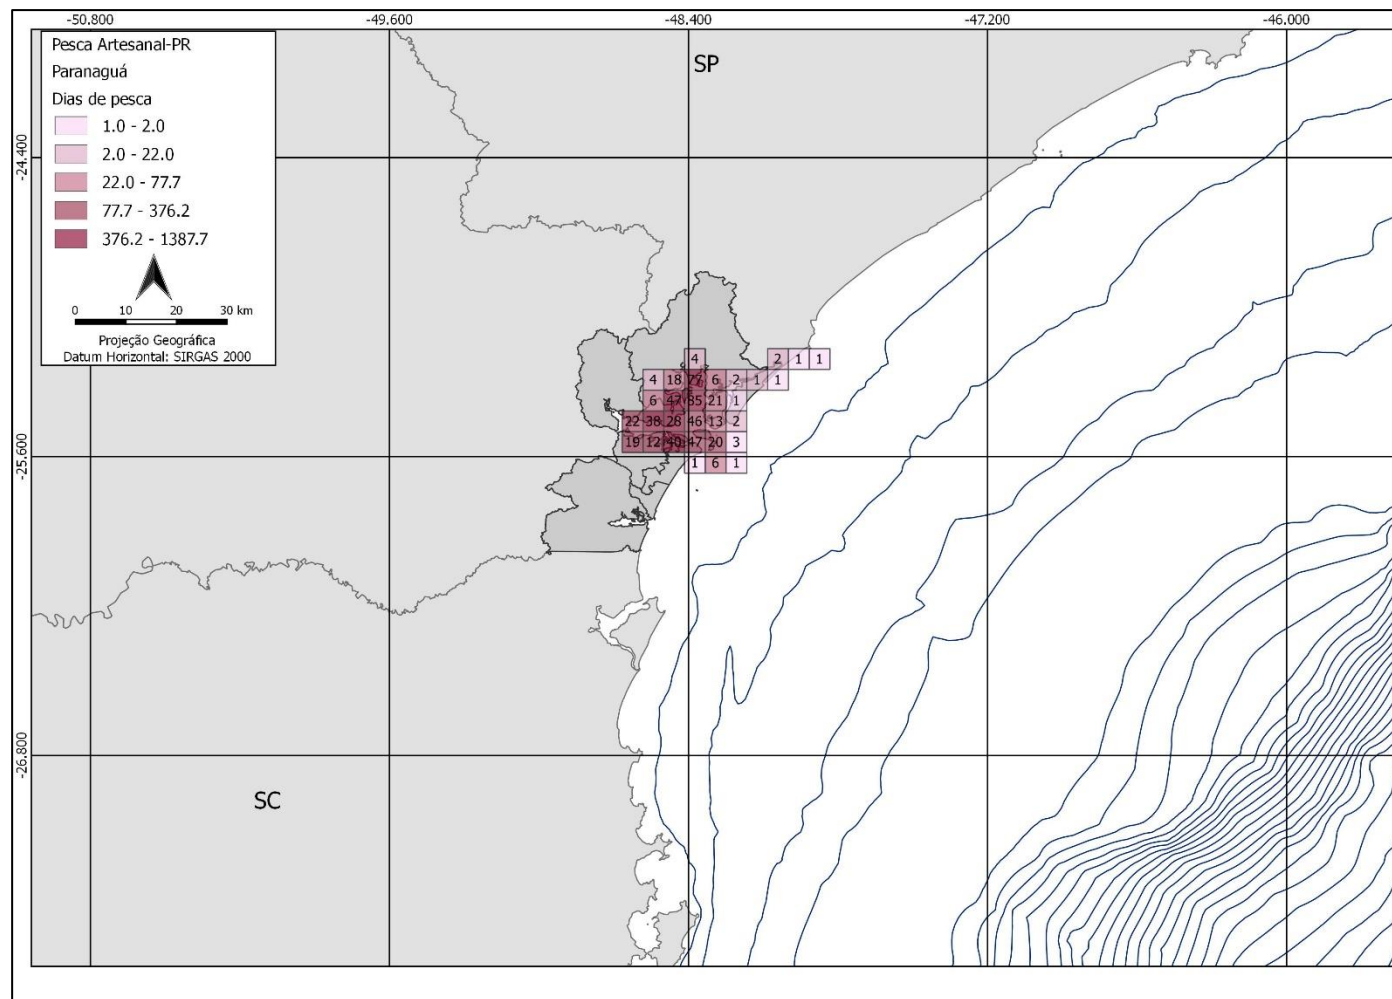 -50.800 -49.600 -48.400 -47.200 -46.000
Pesca Artesanal-PR
Paranaguá
Dias de pesca
1.0 - 2.0
2.0 - 22.0
22.0 - 77.7
77.7 - 376.2
376.2 - 1387.7
0 10 20 30 km
Projeção Geográfica
Datum Horizontal: SIRGAS 2000
SP
-24.400
4 2 1 1
4 18 77 6 2 1 1
6 47 35 21 1
22 38 28 46 13 2
19 12 40 47 20 3
-25.600
1 6 1
-26.800
SC